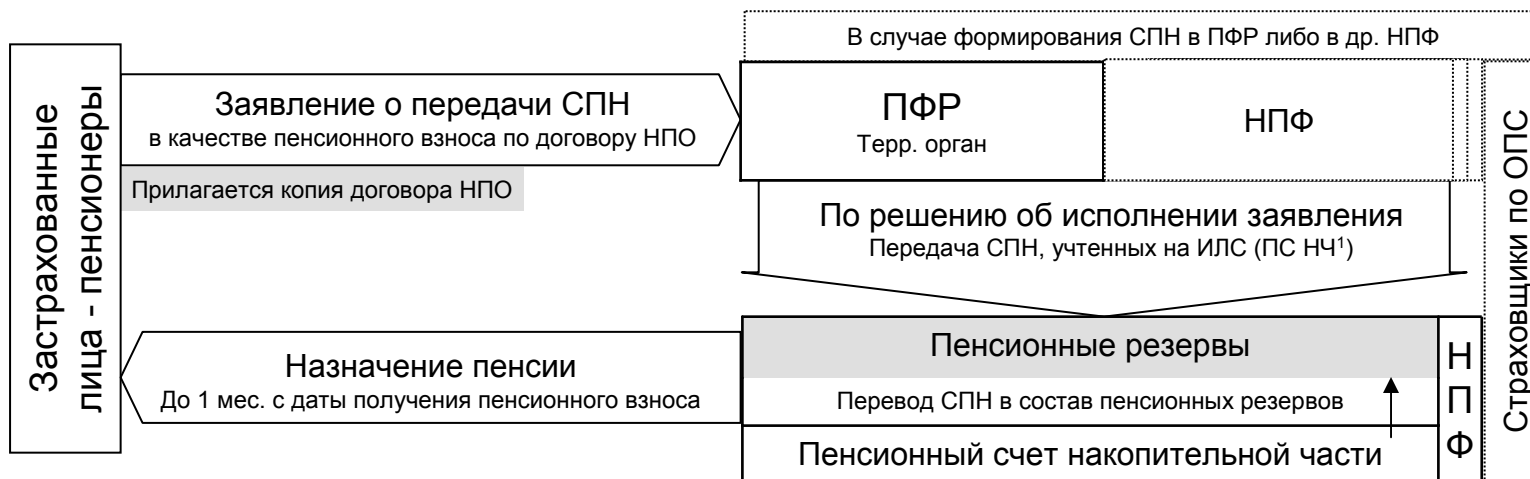 В случае формирования СПН в ПФР либо в др. НПФ
Застрахованные
лица - пенсионеры
Заявление о передачи СПН
в качестве пенсионного взноса по договору НПО
Прилагается копия договора НПО
ПФР
Терр. орган
НПФ
Страховщики по ОПС
По решению об исполнении заявления
Передача СПН, учтенных на ИЛС (ПС НЧ¹)
Назначение пенсии
До 1 мес. с даты получения пенсионного взноса
Пенсионные резервы
Перевод СПН в состав пенсионных резервов
Пенсионный счет накопительной части
Н
П
Ф